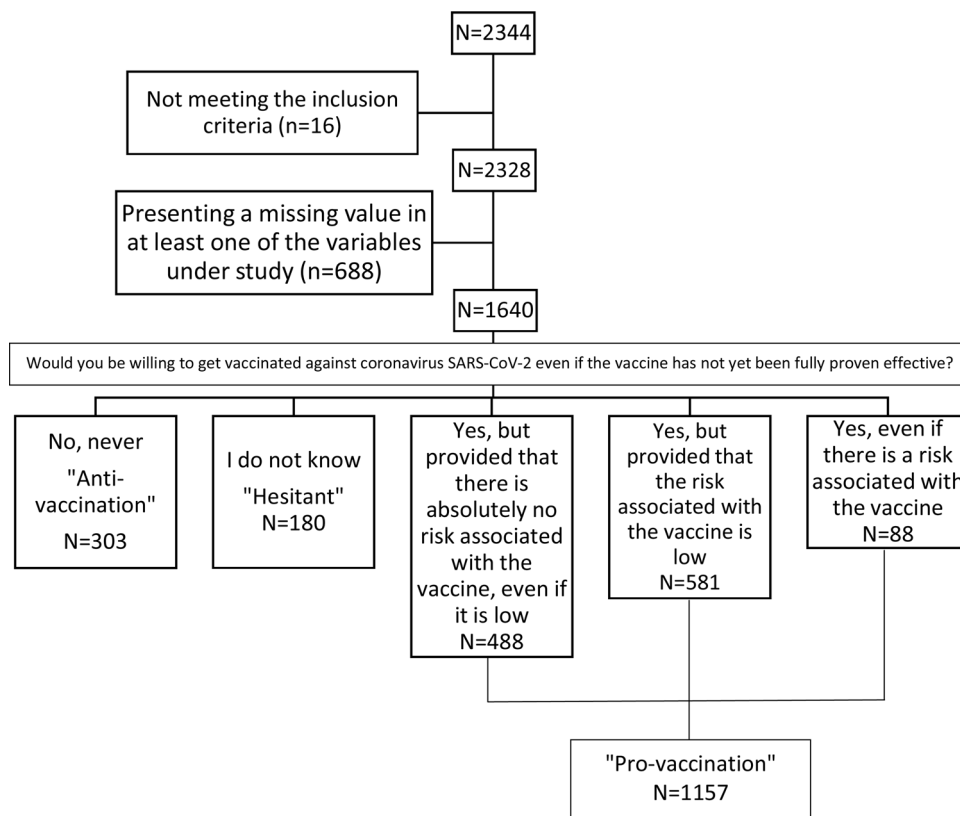 N=2344
Not meeting the inclusion
criteria (n=16)
N=2328
Presenting a missing value in
at least one of the variables
under study (n=688)
N=1640
Would you be willing to get vaccinated against coronavirus SARS-CoV-2 even if the vaccine has not yet been fully proven effective?
No, never
"Anti-
vaccination"
N=303
I do not know
"Hesitant"
N=180
Yes, but
provided that
there is
absolutely no
risk associated
with the
vaccine, even if
it is low
N=488
Yes, but
provided that
the risk
associated with
the vaccine is
low
N=581
Yes, even if
there is a risk
associated with
the vaccine
N=88
"Pro-vaccination"
N=1157